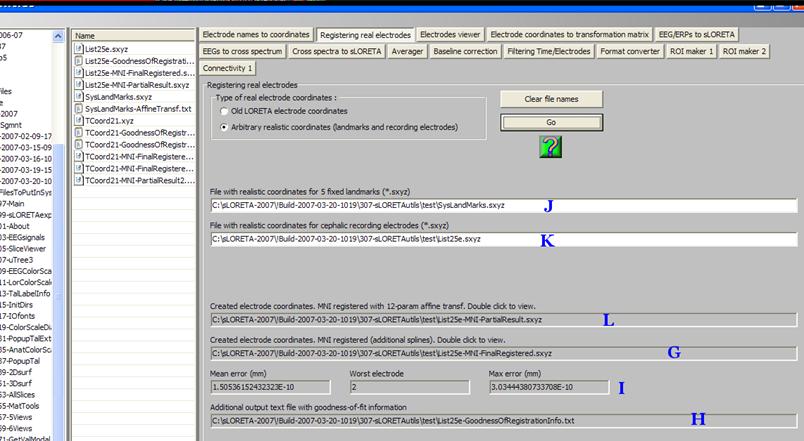 2006-07
37
p5
files
-2007
Sgmnt
-2007-02-09-17
-2007-03-15-09
-2007-03-16-10
-2007-03-19-15
-2007-03-20-10
FilesToPutInSys
97-Main
99-sLORETAexp
01-About
03-EEGsignals
05-SliceViewer
07-uTree3
09-EEGColorSca
11-LorColorScale
13-TalLabelInfo
15-InitDirs
17-IOfonts
19-ColorScaleDia
31-PopupTalExt
35-AnatColorSc
37-PopupTal
39-2Dsurf
51-3Dsurf
53-AllSlices
55-MatTools
57-5Views
59-6Views
71-GetValModal
Name
List25e.sxyz
List25e-GoodnessOfRegistrati...
List25e-MNI-FinalRegistered.s...
List25e-MNI-PartialResult.sxyz
SysLandMarks.sxyz
SysLandMarks-AffineTransf.txt
TCoord21.xyz
TCoord21-GoodnessOfRegistr...
TCoord21-GoodnessOfRegistr...
TCoord21-MNI-FinalRegistere...
TCoord21-MNI-FinalRegistere...
TCoord21-MNI-PartialResult2....
Electrode names to coordinates
Registering real electrodes
Electrodes viewer
Electrode coordinates to transformation matrix
EEG/ERPs to sLORETA
EEGs to cross spectrum
Cross spectra to sLORETA
Averager
Baseline correction
Filtering Time/Electrodes
Format converter
ROI maker 1
ROI maker 2
Connectivity 1
Registering real electrodes
Type of real electrode coordinates :
Old LORETA electrode coordinates
Arbitrary realistic coordinates (landmarks and recording electrodes)
Clear file names
Go
?
File with realistic coordinates for 5 fixed landmarks (*.sxyz)
C:\sLORETA-2007\!Build-2007-03-20-1019\307-sLORETAutils\test\SysLandMarks.sxyz
J
File with realistic coordinates for cephalic recording electrodes (*.sxyz)
C:\sLORETA-2007\!Build-2007-03-20-1019\307-sLORETAutils\test\List25e.sxyz
K
Created electrode coordinates. MNI registered with 12-param affine transf. Double click to view.
C:\sLORETA-2007\!Build-2007-03-20-1019\307-sLORETAutils\test\List25e-MNI-PartialResult.sxyz
L
Created electrode coordinates. MNI registered (additional splines). Double click to view.
C:\sLORETA-2007\!Build-2007-03-20-1019\307-sLORETAutils\test\List25e-MNI-FinalRegistered.sxyz
G
Mean error (mm)
Worst electrode
Max error (mm)
1.50536152432323E-10
2
3.03444380733708E-10
I
Additional output text file with goodness-of-fit information
C:\sLORETA-2007\!Build-2007-03-20-1019\307-sLORETAutils\test\List25e-GoodnessOfRegistrationInfo.txt
H